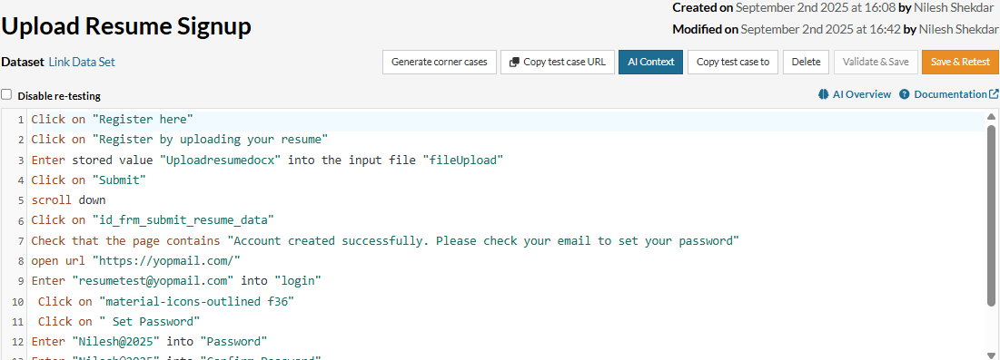 Created on September 2nd 2025 at 16:08 by Nilesh Shekdar
Upload Resume Signup
Modified on September 2nd 2025 at 16:42 by Nilesh Shekdar
Dataset Link Data Set
Generate corner cases
Copy test case URL
AI Context
Copy test case to
Delete
Validate & Save
Save & Retest
Disable re-testing
AI Overview
Documentation
1 Click on "Register here"
2 Click on "Register by uploading your resume"
3 Enter stored value "Uploadresumedocx" into the input file "fileUpload"
4 Click on "Submit"
5 scroll down
6 Click on "id_frm_submit_resume_data"
7 Check that the page contains "Account created successfully. Please check your email to set your password"
8 open url "https://yopmail.com/"
9 Enter "resumetest@yopmail.com" into "login"
10 Click on "material-icons-outlined f36"
11 Click on " Set Password"
12 Enter "Nilesh@2025" into "Password"
13 Enter "Nilesh@2025" into "Confirm Password"